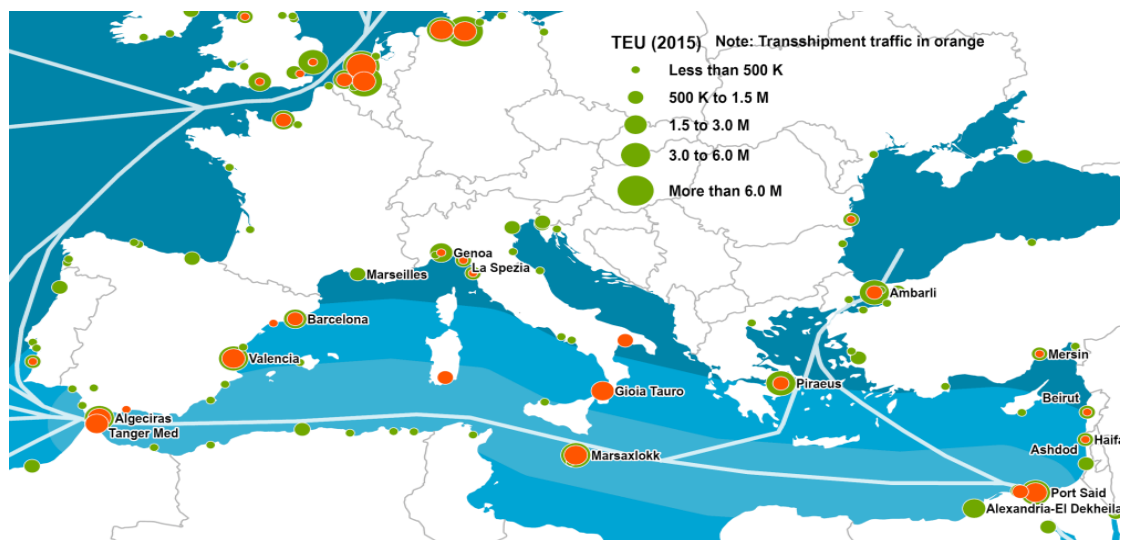 TEU (2015) Note: Transshipment traffic in orange
Less than 500 K
500 K to 1.5 M
1.5 to 3.0 M
3.0 to 6.0 M
More than 6.0 M
Genoa
La Spezia
Marseilles
Ambarli
Barcelona
Valencia
Mersin
Piraeus
Gioia Tauro
Beirut
Algeciras
Tanger Med
Haifa
Ashdod
Marsaxlokk
Port Said
Alexandria-El Dekheila